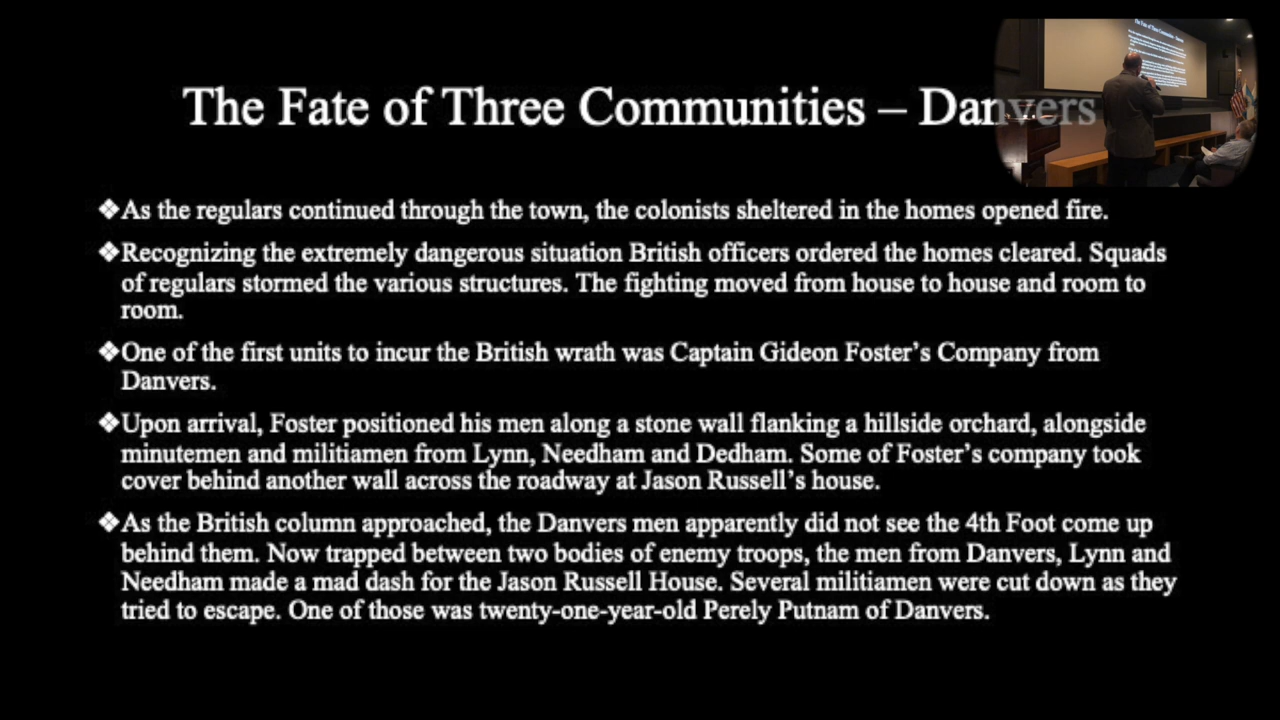 The Fate of Three Communities – Danvers
❖As the regulars continued through the town, the colonists sheltered in the homes opened fire.
❖Recognizing the extremely dangerous situation British officers ordered the homes cleared. Squads
of regulars stormed the various structures. The fighting moved from house to house and room to
room.
❖One of the first units to incur the British wrath was Captain Gideon Foster’s Company from
Danvers.
❖Upon arrival, Foster positioned his men along a stone wall flanking a hillside orchard, alongside
minutemen and militiamen from Lynn, Needham and Dedham. Some of Foster’s company took
cover behind another wall across the roadway at Jason Russell’s house.
❖As the British column approached, the Danvers men apparently did not see the 4th Foot come up
behind them. Now trapped between two bodies of enemy troops, the men from Danvers, Lynn and
Needham made a mad dash for the Jason Russell House. Several militiamen were cut down as they
tried to escape. One of those was twenty-one-year-old Perely Putnam of Danvers.